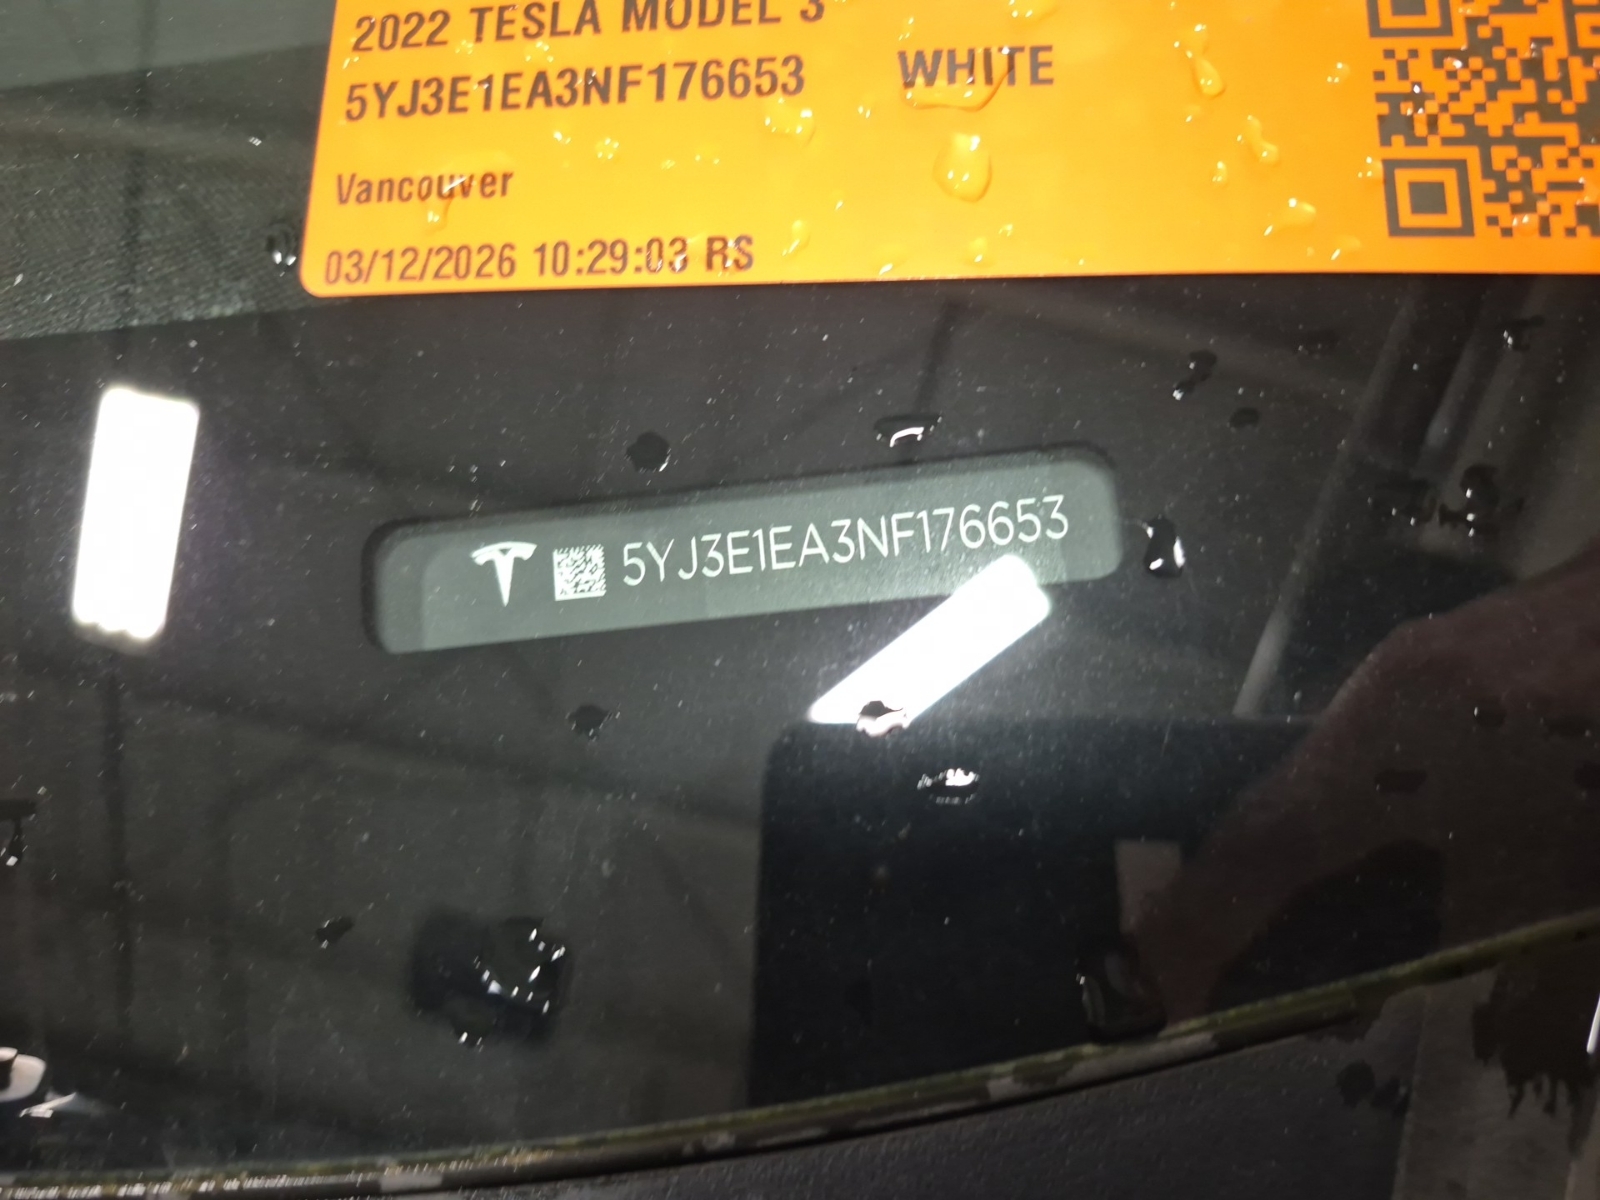 2022 TESLA MODEL 3
5YJ3E1EA3NF176653 WHITE
Vancouver
03/12/2026 10:29:03 RS
5YJ3E1EA3NF176653